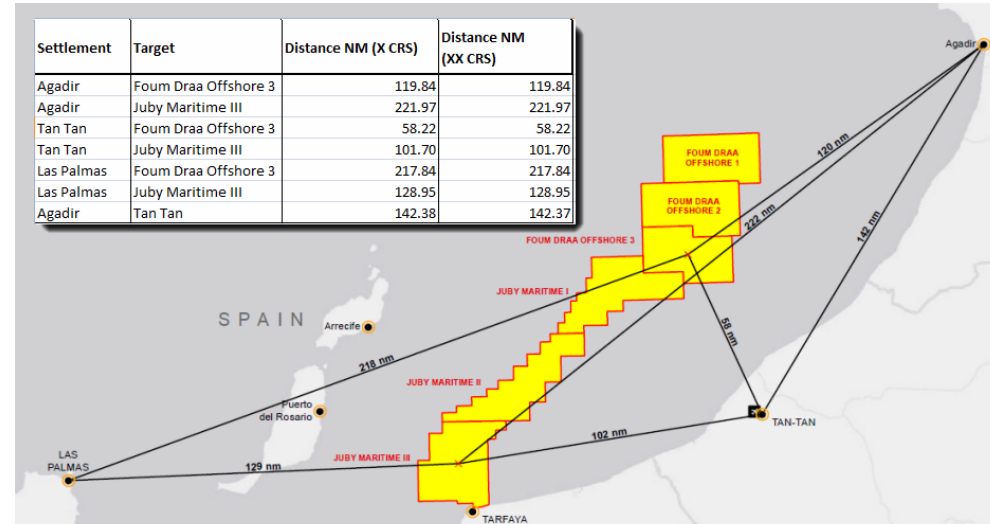 Settlement Target Distance NM (X CRS) Distance NM (XX CRS)
Agadir Foum Draa Offshore 3 119.84 119.84
Agadir Juby Maritime III 221.97 221.97
Tan Tan Foum Draa Offshore 3 58.22 58.22
Tan Tan Juby Maritime III 101.70 101.70
Las Palmas Foum Draa Offshore 3 217.84 217.84
Las Palmas Juby Maritime III 128.95 128.95
Agadir Tan Tan 142.38 142.37
Agadir
120 nm
FOUM DRAA
OFFSHORE 1
FOUM DRAA
OFFSHORE 2
222 nm
142 nm
FOUM DRAA OFFSHORE 3
JUBY MARITIME I
SPAIN
Arrecife
58 nm
218 nm
JUBY MARITIME II
Puerto
del Rosario
TAN-TAN
102 nm
LAS
PALMAS
129 nm
JUBY MARITIME III
TARFAYA